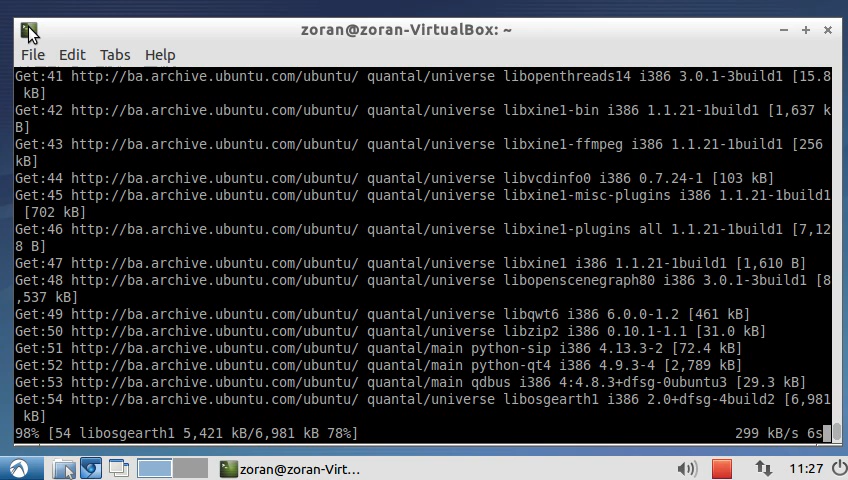 zoran@zoran-VirtualBox: ~
File Edit Tabs Help
Get:41 http://ba.archive.ubuntu.com/ubuntu/ quantal/universe libopenthreads14 i386 3.0.1-3build1 [15.8
 kB]
Get:42 http://ba.archive.ubuntu.com/ubuntu/ quantal/universe libxine1-bin i386 1.1.21-1build1 [1,637 k
B]
Get:43 http://ba.archive.ubuntu.com/ubuntu/ quantal/universe libxine1-ffmpeg i386 1.1.21-1build1 [256
kB]
Get:44 http://ba.archive.ubuntu.com/ubuntu/ quantal/universe libvcdinfo0 i386 0.7.24-1 [103 kB]
Get:45 http://ba.archive.ubuntu.com/ubuntu/ quantal/universe libxine1-misc-plugins i386 1.1.21-1build1
 [702 kB]
Get:46 http://ba.archive.ubuntu.com/ubuntu/ quantal/universe libxine1-plugins all 1.1.21-1build1 [7,12
8 B]
Get:47 http://ba.archive.ubuntu.com/ubuntu/ quantal/universe libxine1 i386 1.1.21-1build1 [1,610 B]
Get:48 http://ba.archive.ubuntu.com/ubuntu/ quantal/universe libopenscenegraph80 i386 3.0.1-3build1 [8
,537 kB]
Get:49 http://ba.archive.ubuntu.com/ubuntu/ quantal/universe libqwt6 i386 6.0.0-1.2 [461 kB]
Get:50 http://ba.archive.ubuntu.com/ubuntu/ quantal/universe libzip2 i386 0.10.1-1.1 [31.0 kB]
Get:51 http://ba.archive.ubuntu.com/ubuntu/ quantal/main python-sip i386 4.13.3-2 [72.4 kB]
Get:52 http://ba.archive.ubuntu.com/ubuntu/ quantal/main python-qt4 i386 4.9.3-4 [2,789 kB]
Get:53 http://ba.archive.ubuntu.com/ubuntu/ quantal/main qdbus i386 4:4.8.3+dfsg-0ubuntu3 [29.3 kB]
Get:54 http://ba.archive.ubuntu.com/ubuntu/ quantal/universe libosgearth1 i386 2.0+dfsg-4build2 [6,981
 kB]
98% [54 libosgearth1 5,421 kB/6,981 kB 78%] 299 kB/s 6s
zoran@zoran-Virt... 11:27